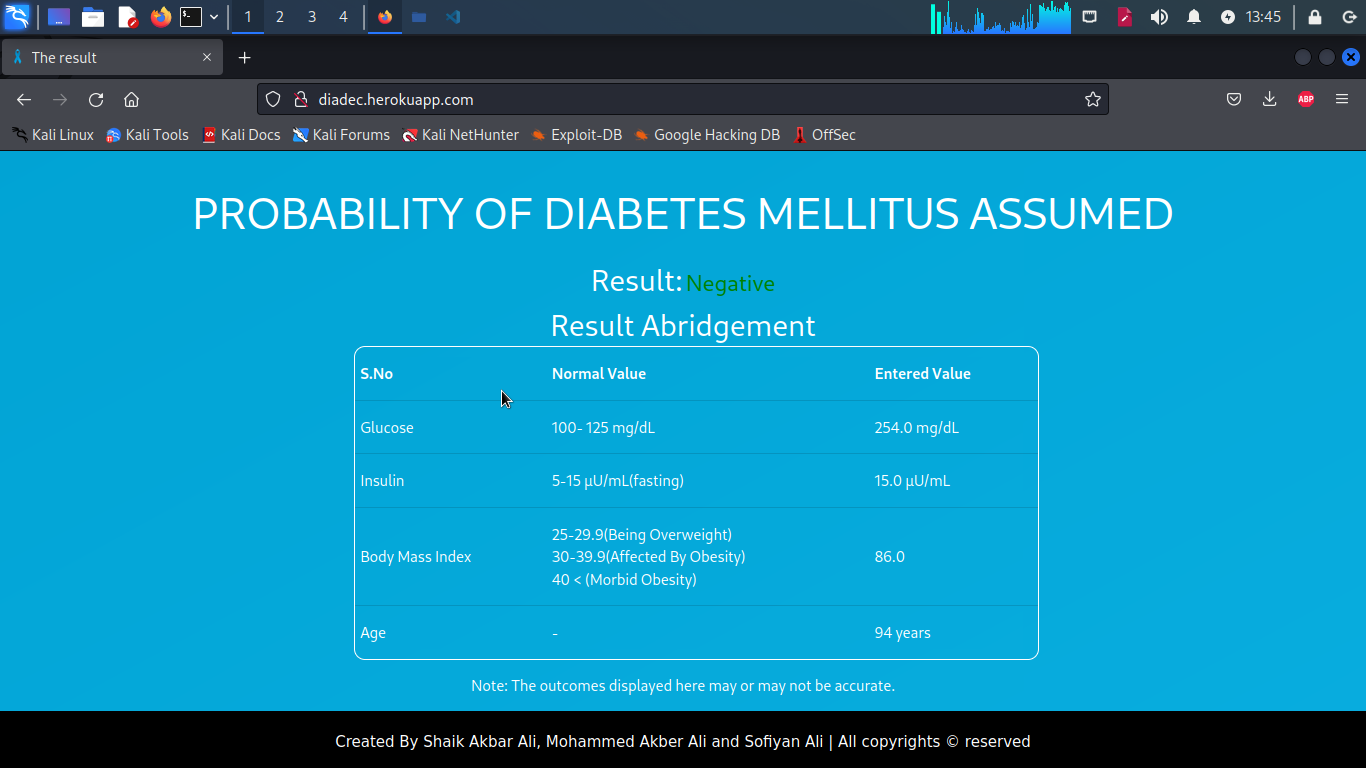 1 2 3 4 13:45
The result
diadec.herokuapp.com
ABP
Kali Linux Kali Tools Kali Docs Kali Forums Kali NetHunter Exploit-DB Google Hacking DB OffSec
PROBABILITY OF DIABETES MELLITUS ASSUMED
Result: Negative
Result Abridgement
S.No Normal Value Entered Value
Glucose 100- 125 mg/dL 254.0 mg/dL
Insulin 5-15 µU/mL(fasting) 15.0 µU/mL
25-29.9(Being Overweight)
Body Mass Index 30-39.9(Affected By Obesity) 86.0
40 < (Morbid Obesity)
Age - 94 years
Note: The outcomes displayed here may or may not be accurate.
Created By Shaik Akbar Ali, Mohammed Akber Ali and Sofiyan Ali | All copyrights © reserved